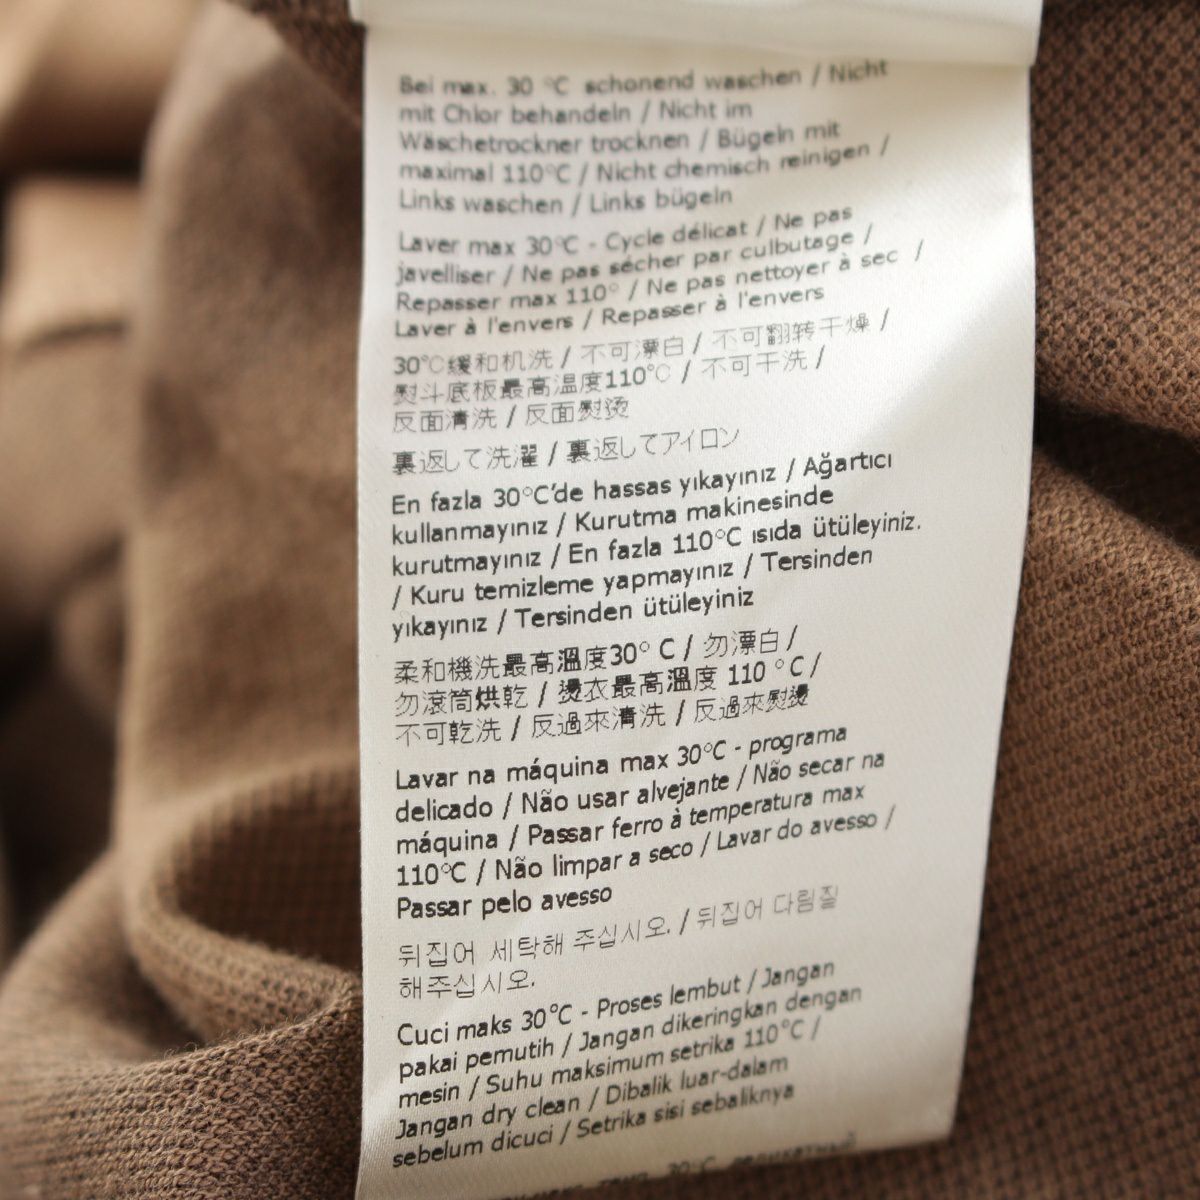 Bei max. 30 °C schonend waschen / Nicht
mit Chlor behandeln / Nicht im
Wäschetrockner trocknen / Bügeln mit
maximal 110°C / Nicht chemisch reinigen /
Links waschen / Links bügeln
Laver max 30°C - Cycle délicat / Ne pas
javelliser / Ne pas sécher par culbutage /
Repasser max 110° / Ne pas nettoyer à sec /
Laver à l'envers / Repasser à l'envers
30°C缓和机洗 / 不可漂白 / 不可翻转干燥 /
熨斗底板最高温度110°C / 不可干洗 /
反面清洗 / 反面熨烫
裏返して洗濯 / 裏返してアイロン
En fazla 30°C'de hassas yıkayınız / Ağartıcı
kullanmayınız / Kurutma makinesinde
kurutmayınız / En fazla 110°C ısıda ütüleyiniz.
/ Kuru temizleme yapmayınız / Tersinden
yıkayınız / Tersinden ütüleyiniz
柔和機洗最高溫度30° C / 勿漂白 /
勿滾筒烘乾 / 燙衣最高溫度 110 ° C /
不可乾洗 / 反過來清洗 / 反過來熨燙
Lavar na máquina max 30°C - programa
delicado / Não usar alvejante / Não secar na
máquina / Passar ferro à temperatura max
110°C / Não limpar a seco / Lavar do avesso /
Passar pelo avesso
뒤집어 세탁해 주십시오. / 뒤집어 다림질
해주십시오.
Cuci maks 30°C - Proses lembut / Jangan
pakai pemutih / Jangan dikeringkan dengan
mesin / Suhu maksimum setrika 110°C /
Jangan dry clean / Dibalik luar-dalam
sebelum dicuci / Setrika sisi sebaliknya
30°C